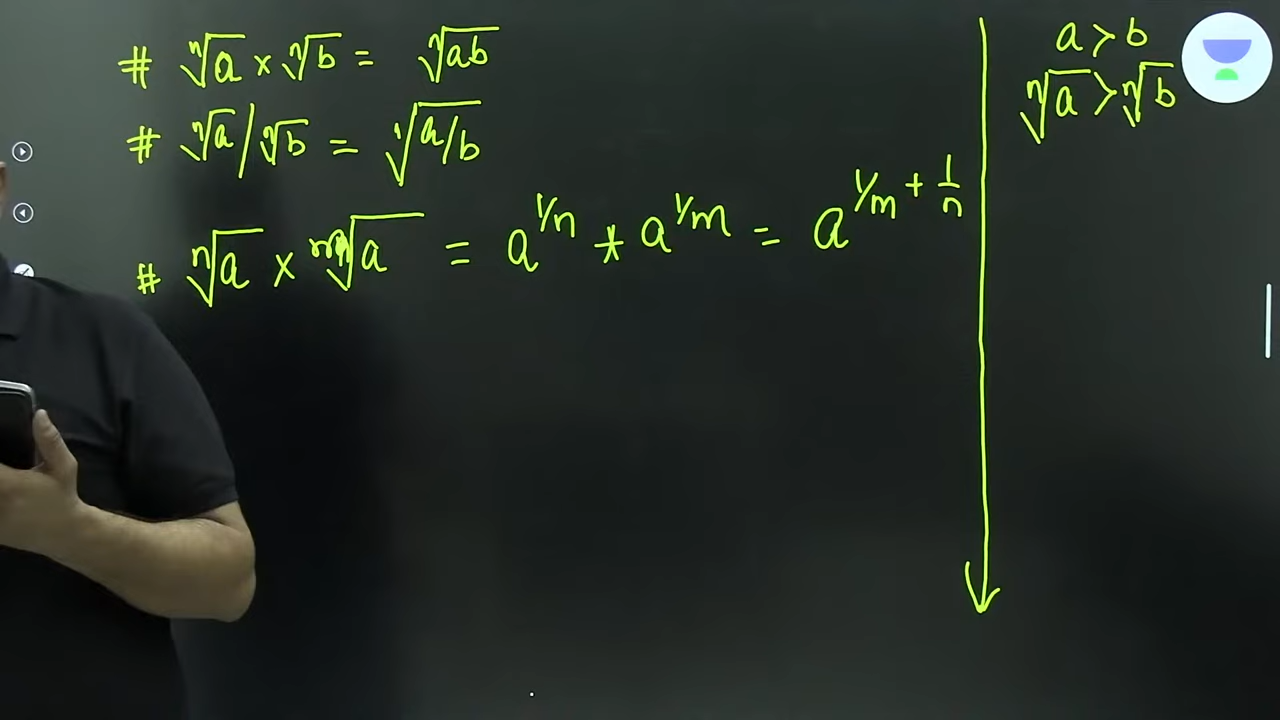 # ⁿ√a × ⁿ√b = ⁿ√ab
# ⁿ√a / ⁿ√b = √a/b
# ⁿ√a × ᵐ√a = a^1/n * a^1/m = a^1/m + 1/n
a > b
ⁿ√a > ⁿ√b